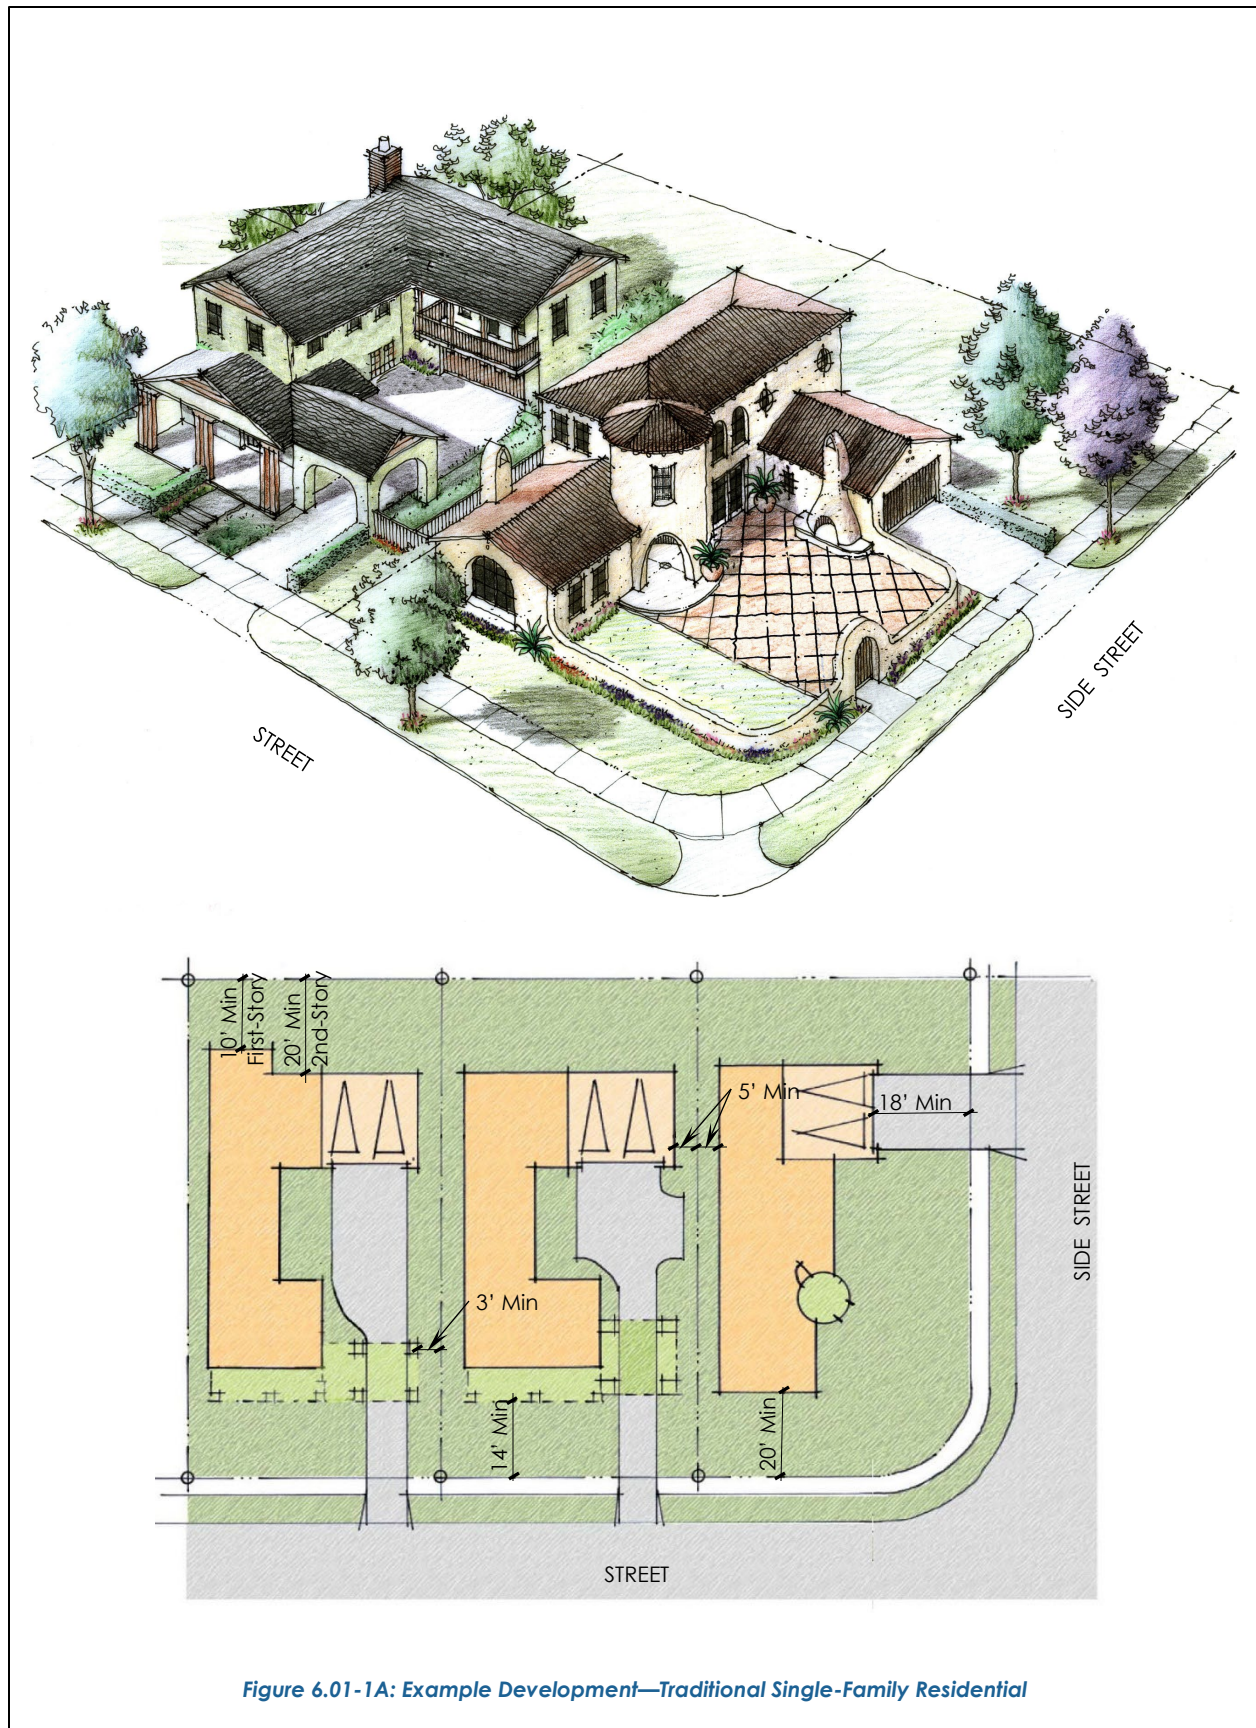 STREET
SIDE STREET
10' Min
First-Story
20' Min
2nd-Story
5' Min
18' Min
SIDE STREET
3' Min
14' Min
20' Min
STREET
Figure 6.01-1A: Example Development—Traditional Single-Family Residential